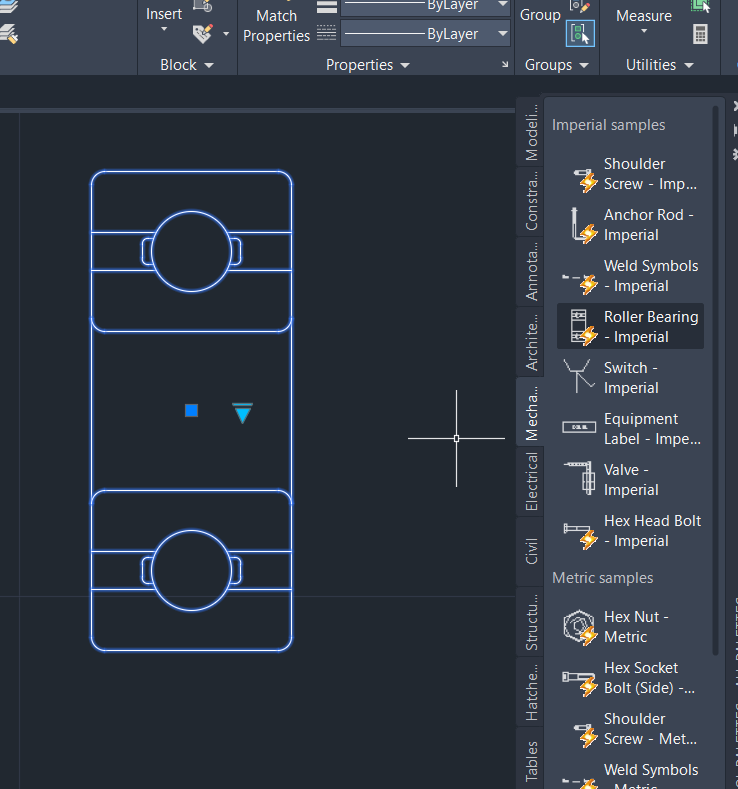 ByLayer
Insert
Match
Properties
ByLayer
Group
Measure
Block
Properties
Groups
Utilities
Modeli...
Constra...
Annota...
Archite...
Mecha...
Electrical
Civil
Structu...
Hatche...
Tables
Imperial samples
Shoulder
Screw - Imp...
Anchor Rod -
Imperial
Weld Symbols
- Imperial
Roller Bearing
- Imperial
Switch -
Imperial
Equipment
Label - Impe...
Valve -
Imperial
Hex Head Bolt
- Imperial
Metric samples
Hex Nut -
Metric
Hex Socket
Bolt (Side) -...
Shoulder
Screw - Met...
Weld Symbols
- Metric